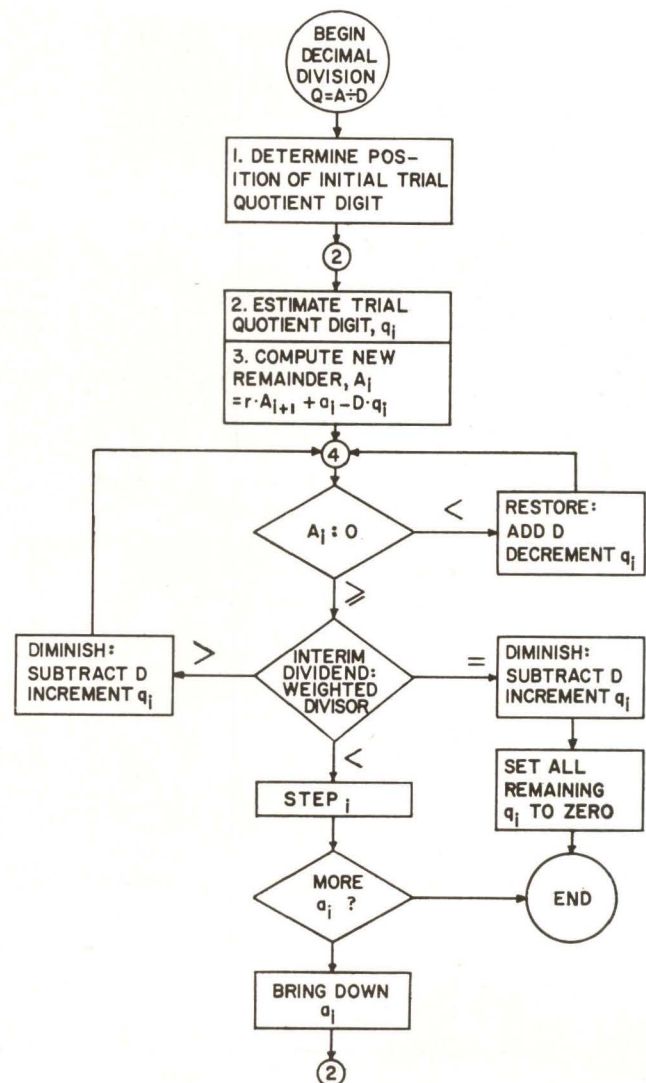 BEGIN
DECIMAL
DIVISION
Q=A÷D
1. DETERMINE POS-
ITION OF INITIAL TRIAL
QUOTIENT DIGIT
2
2. ESTIMATE TRIAL
QUOTIENT DIGIT, qi
3. COMPUTE NEW
REMAINDER, Ai
=r·Ai+1 + ai–D·qi
4
Ai : 0
<
RESTORE:
ADD D
DECREMENT qi
≥
DIMINISH:
SUBTRACT D
INCREMENT qi
>
INTERIM
DIVIDEND:
WEIGHTED
DIVISOR
=
DIMINISH:
SUBTRACT D
INCREMENT qi
<
STEP i
SET ALL
REMAINING
qi TO ZERO
MORE
ai ?
END
BRING DOWN
ai
2